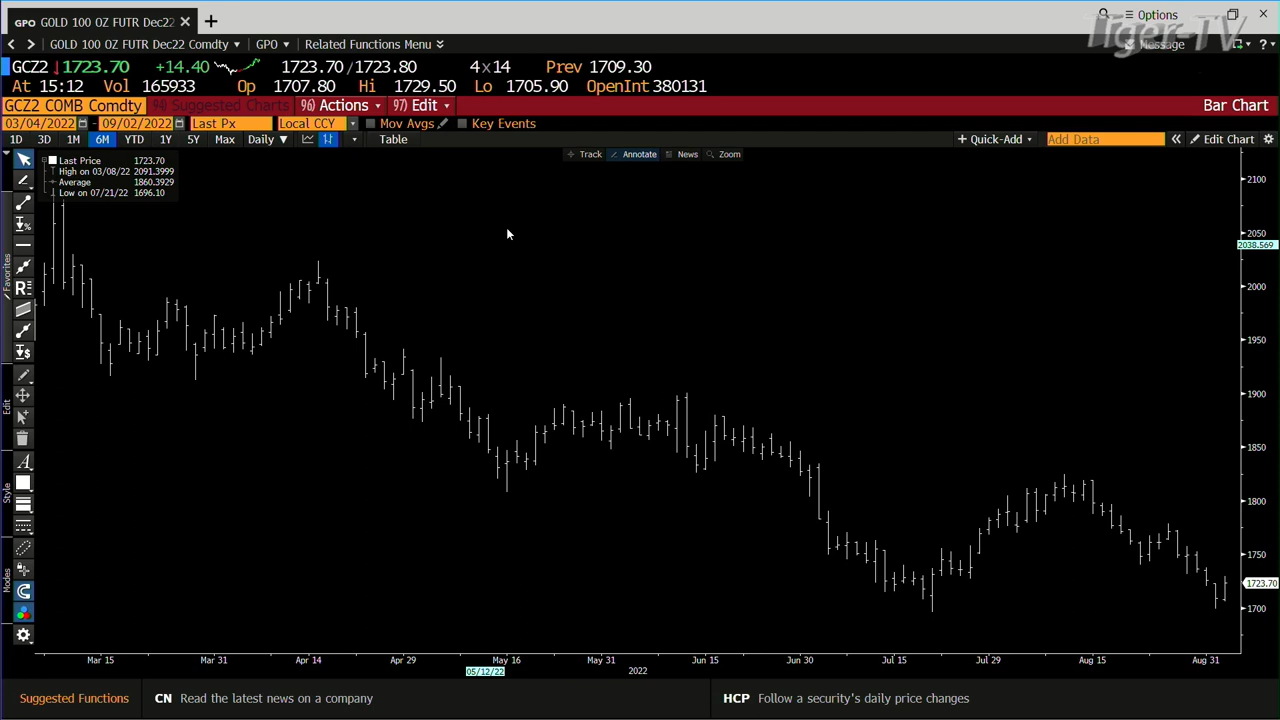 GPO GOLD 100 OZ FUTR Dec22
Options
GOLD 100 OZ FUTR Dec22 Comdty GPO Related Functions Menu
Message
Tiger-TV
GCZ2 1723.70 +14.40 1723.70/1723.80 4x14 Prev 1709.30
At 15:12 Vol 165933 Op 1707.80 Hi 1729.50 Lo 1705.90 OpenInt 380131
GCZ2 COMB Comdty 94) Suggested Charts 96) Actions 97) Edit Bar Chart
03/04/2022 - 09/02/2022 Last Px Local CCY Mov Avgs Key Events
1D 3D 1M 6M YTD 1Y 5Y Max Daily Table + Quick-Add Add Data Edit Chart
Track Annotate News Zoom
Last Price 1723.70
High on 03/08/22 2091.3999
Average 1860.3929
Low on 07/21/22 1696.10
2100
2050
2038.569
2000
1950
1900
1850
1800
1750
1723.70
1700
Favorites
Edit
Style
Modes
Mar 15 Mar 31 Apr 14 Apr 29 May 16 May 31 Jun 15 Jun 30 Jul 15 Jul 29 Aug 15 Aug 31
05/12/22 2022
Suggested Functions CN Read the latest news on a company HCP Follow a security's daily price changes